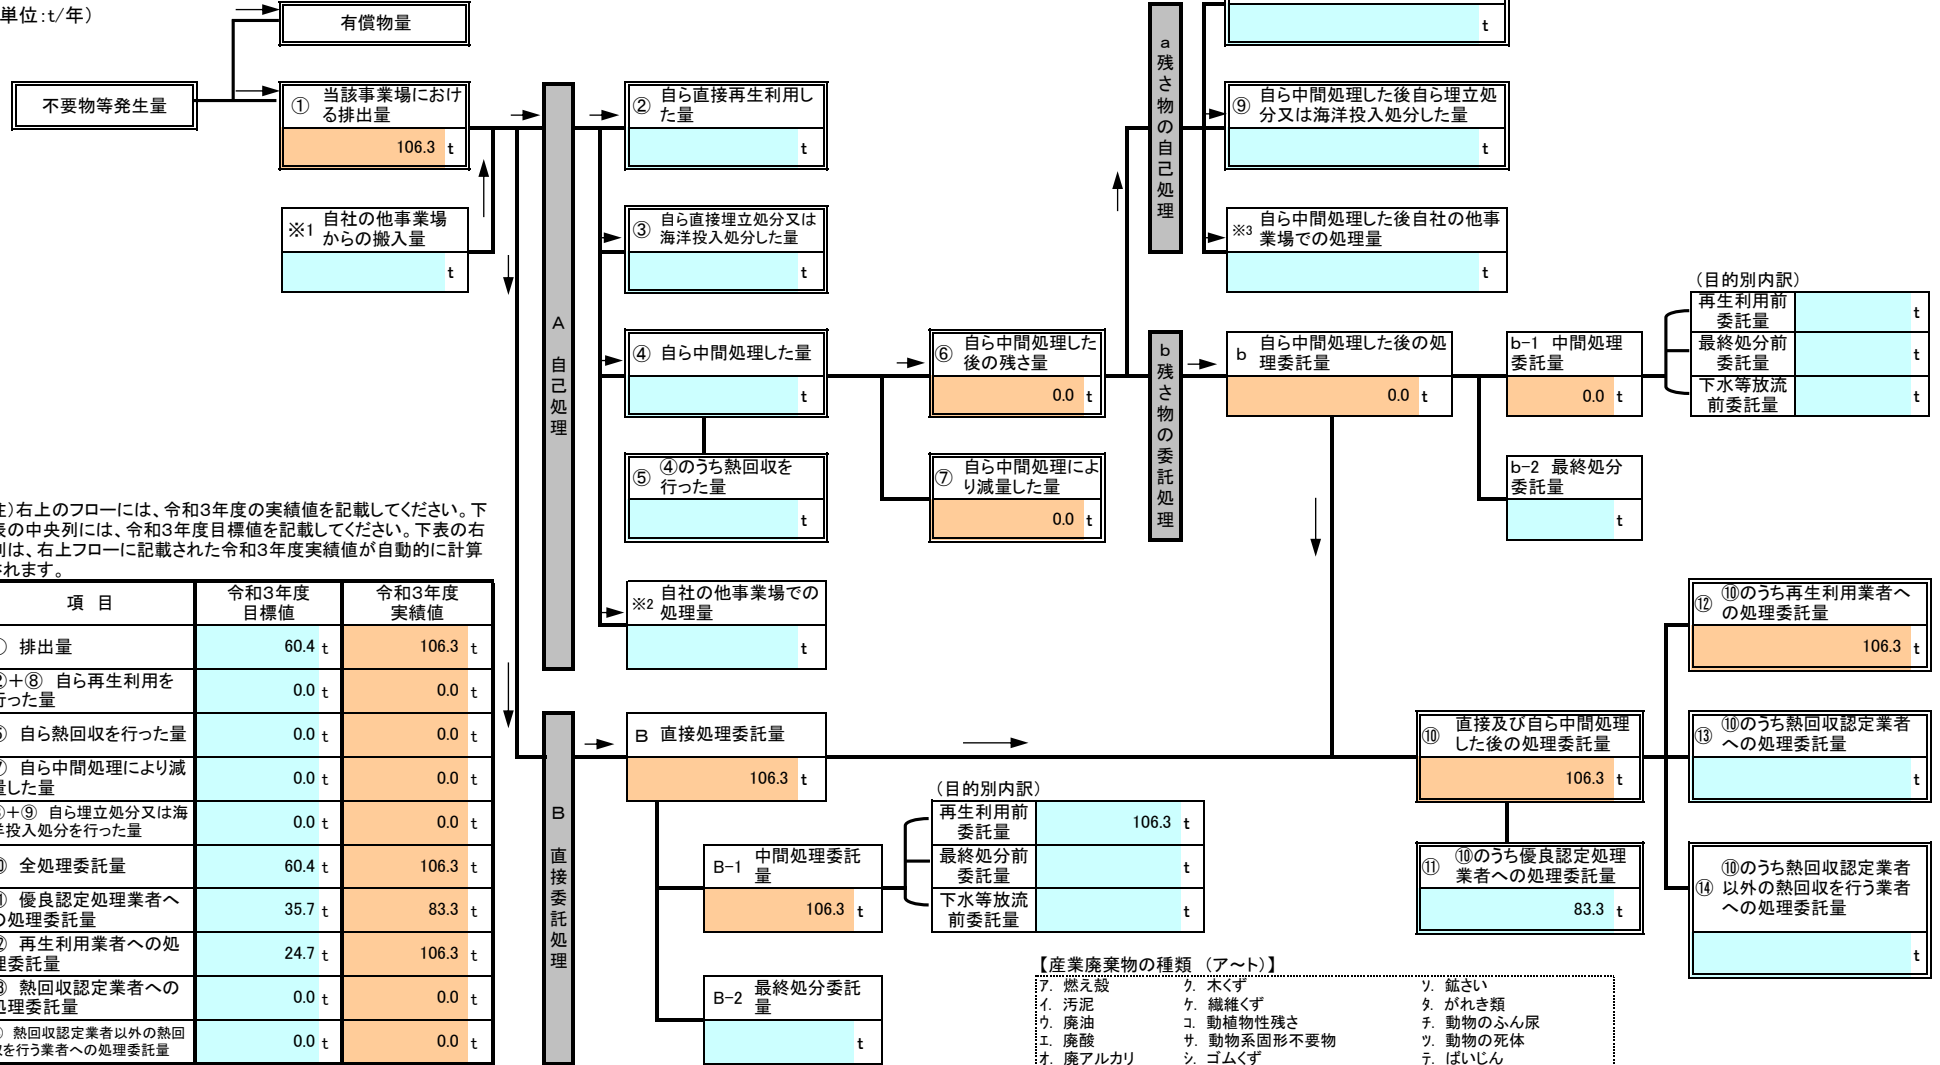 単位:t/年）
有償物量
t
不要物等発生量
① 当該事業場におけ
る排出量
106.3 t
② 自ら直接再生利用し
た量
t
a 残さ物の自己処理
⑨ 自ら中間処理した後自ら埋立処
分又は海洋投入処分した量
t
※1 自社の他事業場
からの搬入量
t
③ 自ら直接埋立処分又は
海洋投入処分した量
t
※3 自ら中間処理した後自社の他事
業場での処理量
t
A 自己処理
④ 自ら中間処理した量
t
⑥ 自ら中間処理した
後の残さ量
0.0 t
b 残さ物の委託処理
b 自ら中間処理した後の処
理委託量
0.0 t
b-1 中間処理
委託量
0.0 t
（目的別内訳）
再生利用前
委託量
t
最終処分前
委託量
t
下水等放流
前委託量
t
⑤ ④のうち熱回収を
行った量
t
⑦ 自ら中間処理によ
り減量した量
0.0 t
b-2 最終処分
委託量
t
）右上のフローには、令和3年度の実績値を記載してください。下
表の中央列には、令和3年度目標値を記載してください。下表の右
列は、右上フローに記載された令和3年度実績値が自動的に計算
されます。
項 目 令和3年度
目標値 令和3年度
実績値
排出量 60.4 t 106.3 t
②+⑧ 自ら再生利用を
行った量 0.0 t 0.0 t
自ら熱回収を行った量 0.0 t 0.0 t
⑦ 自ら中間処理により減
量した量 0.0 t 0.0 t
+⑨ 自ら埋立処分又は海
洋投入処分を行った量 0.0 t 0.0 t
全処理委託量 60.4 t 106.3 t
優良認定処理業者へ
の処理委託量 35.7 t 83.3 t
再生利用業者への処
理委託量 24.7 t 106.3 t
熱回収認定業者への
処理委託量 0.0 t 0.0 t
熱回収認定業者以外の熱回
収を行う業者への処理委託量 0.0 t 0.0 t
※2 自社の他事業場での
処理量
t
B 直接委託処理
B 直接処理委託量
106.3 t
（目的別内訳）
再生利用前
委託量
106.3 t
最終処分前
委託量
t
下水等放流
前委託量
t
B-1 中間処理委託
量
106.3 t
B-2 最終処分委託
量
t
⑩ 直接及び自ら中間処理
した後の処理委託量
106.3 t
⑪ ⑩のうち優良認定処理
業者への処理委託量
83.3 t
⑫ ⑩のうち再生利用業者へ
の処理委託量
106.3 t
⑬ ⑩のうち熱回収認定業者
への処理委託量
t
⑭ ⑩のうち熱回収認定業者
以外の熱回収を行う業者
への処理委託量
t
【産業廃棄物の種類 （ア～ト）】
ア. 燃え殻 ク. 木くず ソ. 鉱さい
イ. 汚泥 ケ. 繊維くず タ. がれき類
ウ. 廃油 コ. 動植物性残さ チ. 動物のふん尿
エ. 廃酸 サ. 動物系固形不要物 ツ. 動物の死体
オ. 廃アルカリ シ. ゴムくず テ. ばいじん